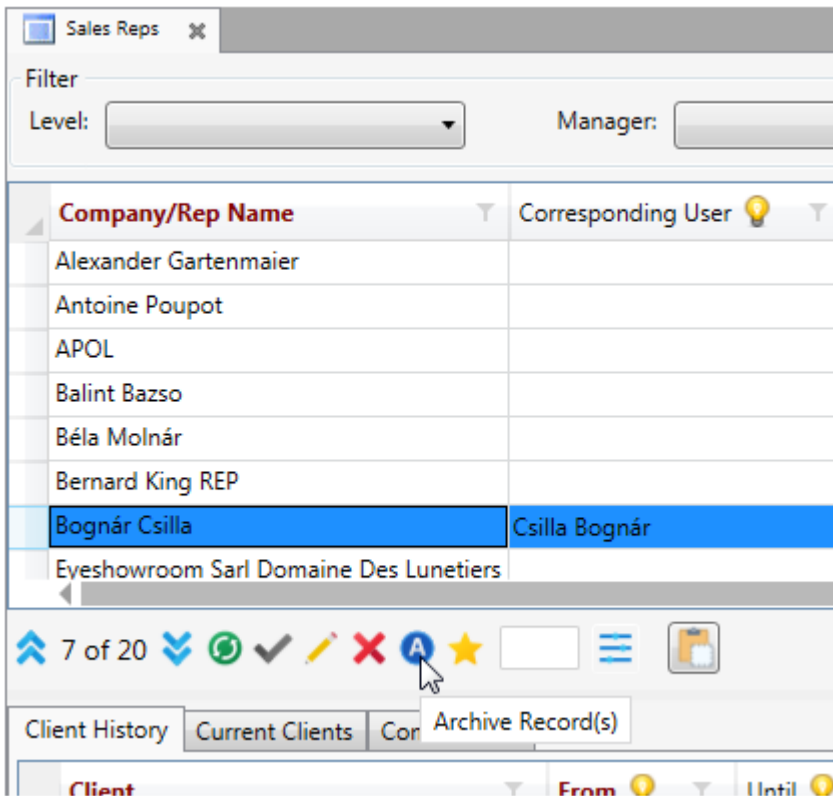 Sales Reps
Filter
Level: Manager:
Company/Rep Name Corresponding User
Alexander Gartenmaier
Antoine Poupot
APOL
Balint Bazso
Béla Molnár
Bernard King REP
Bognár Csilla Csilla Bognár
Eyeshowroom Sarl Domaine Des Lunetiers
7 of 20 A
Archive Record(s)
Client History Current Clients
Client From Until